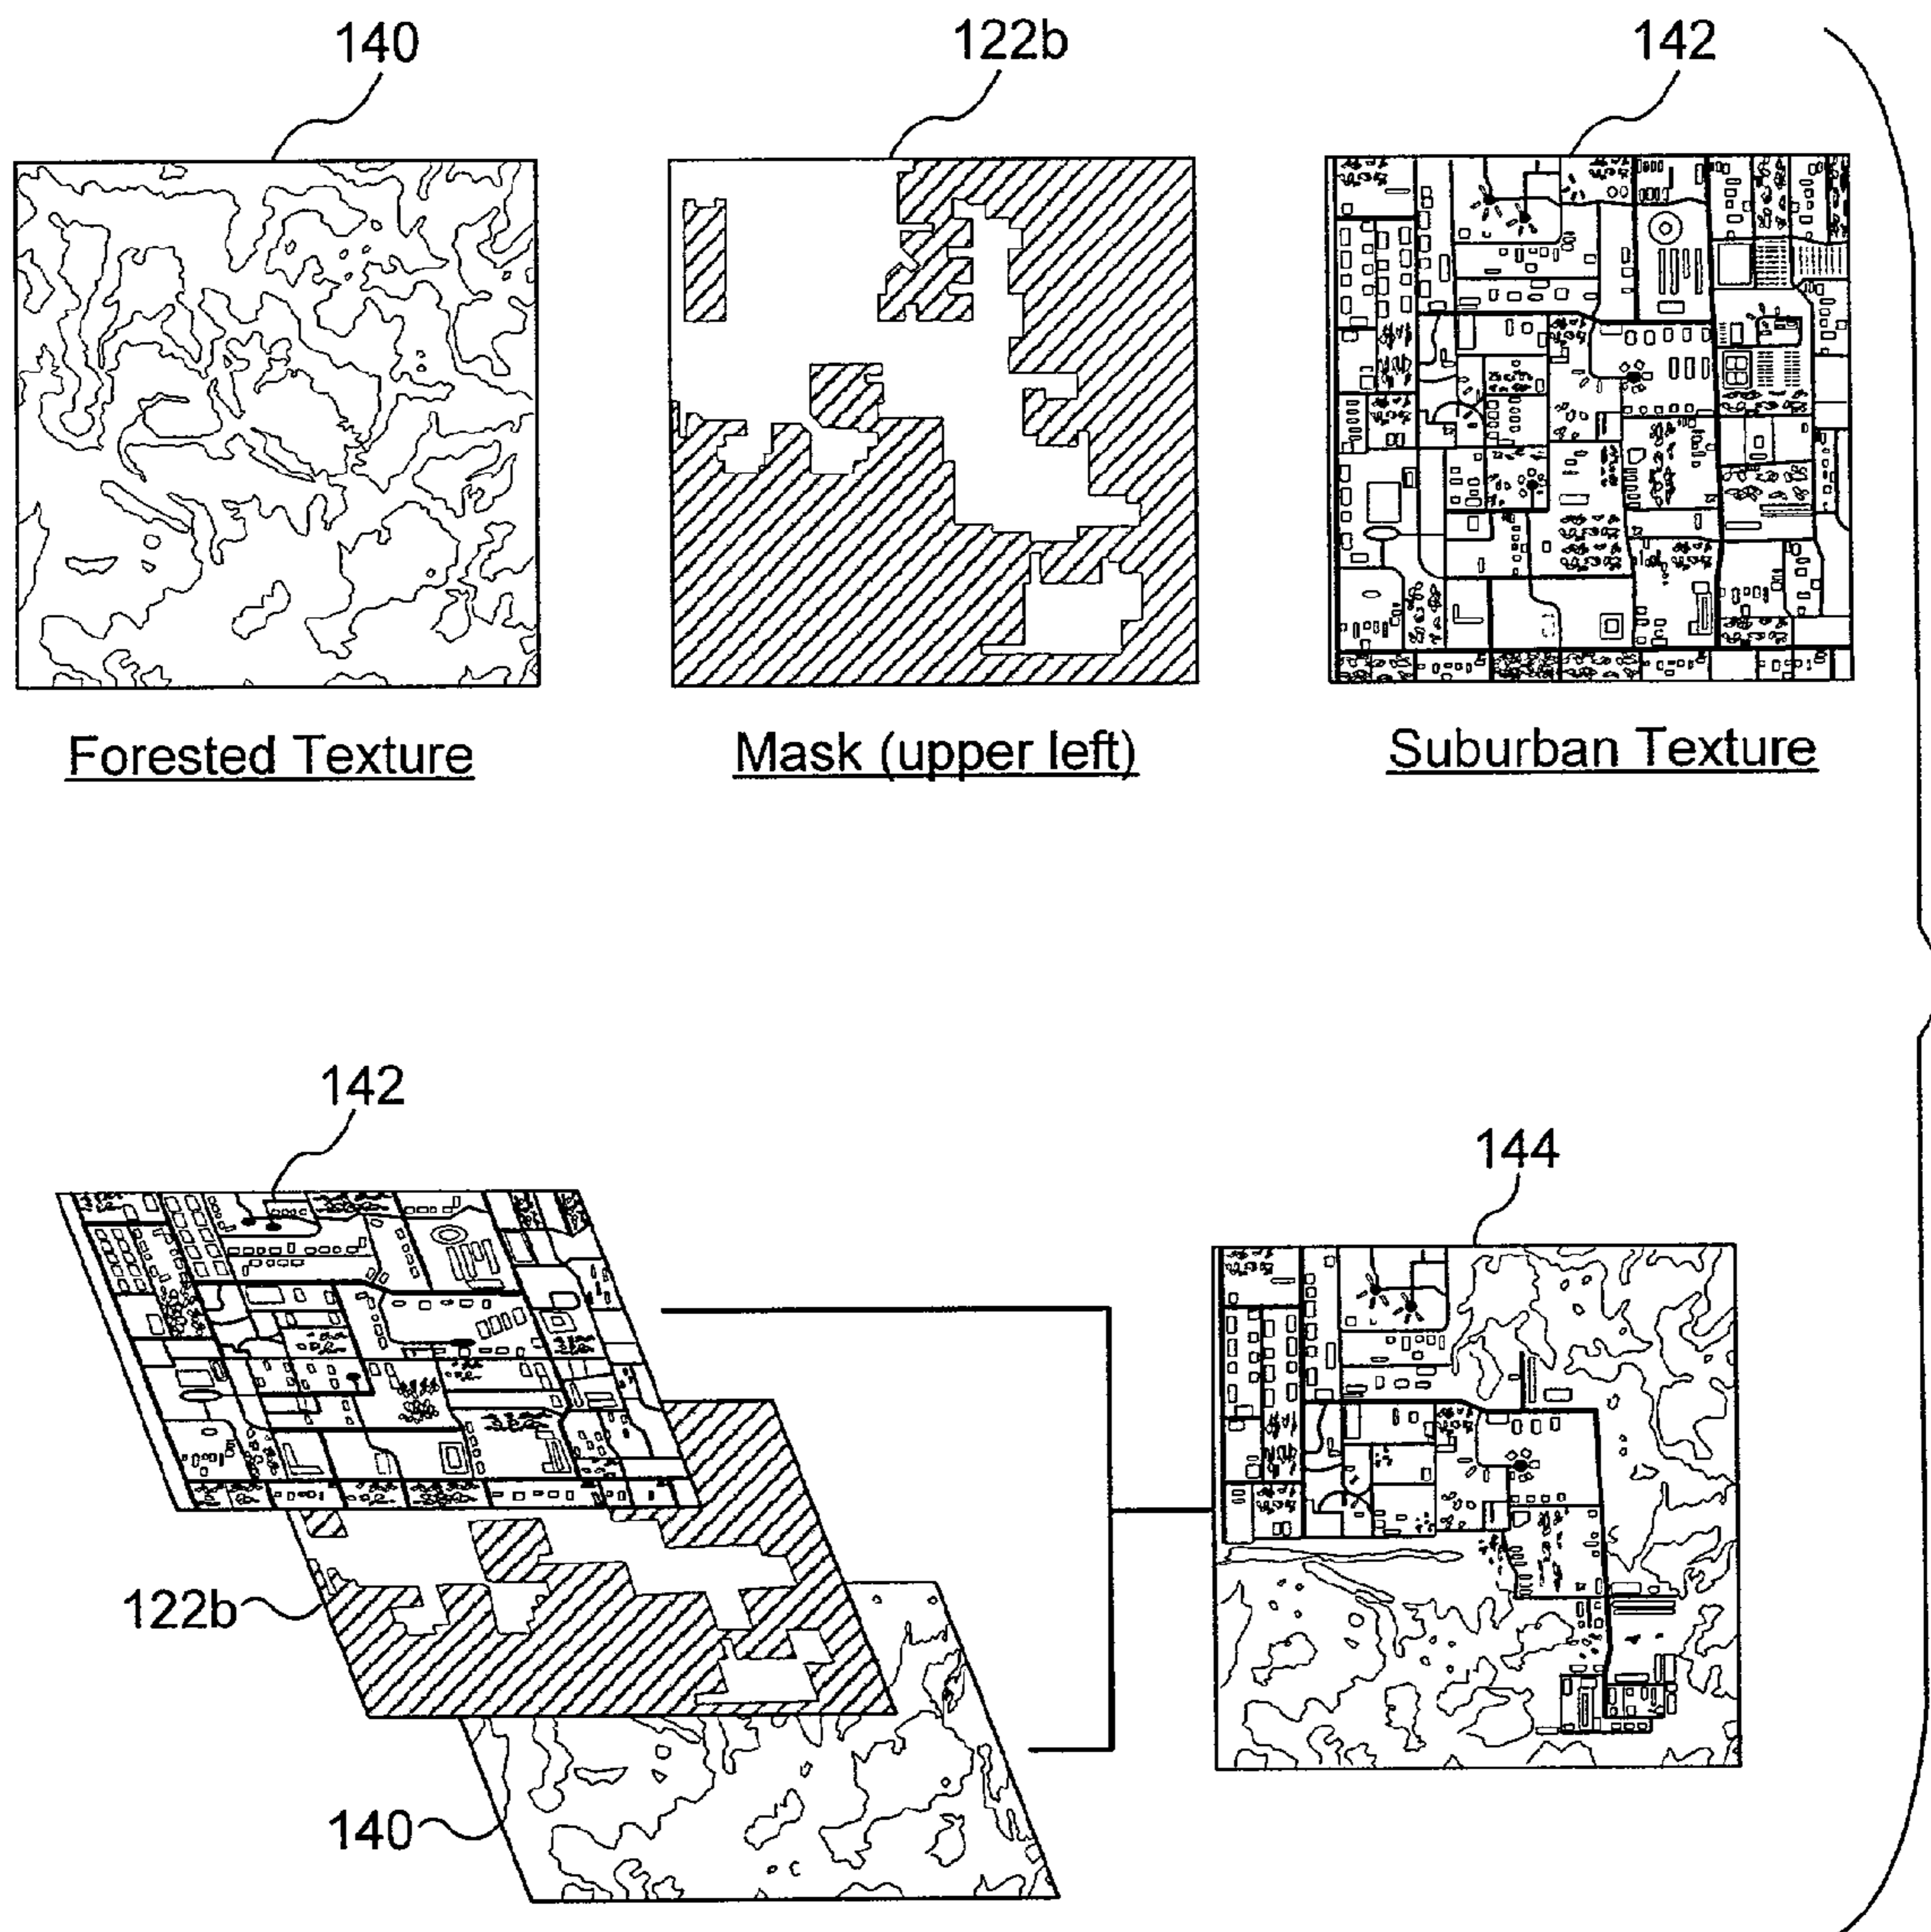 140
122b
142
Forested Texture
Mask (upper left)
Suburban Texture
142
144
122b
140